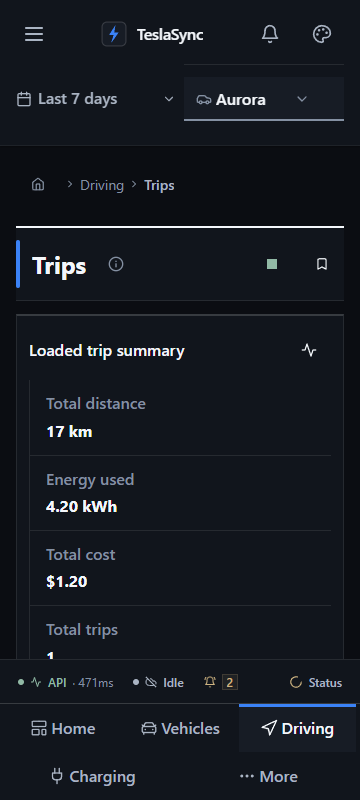 TeslaSync
Last 7 days
Aurora
Driving
Trips
Trips
Loaded trip summary
Total distance
17 km
Energy used
4.20 kWh
Total cost
$1.20
Total trips
1
API · 471ms
Idle
2
Status
Home
Vehicles
Driving
Charging
More